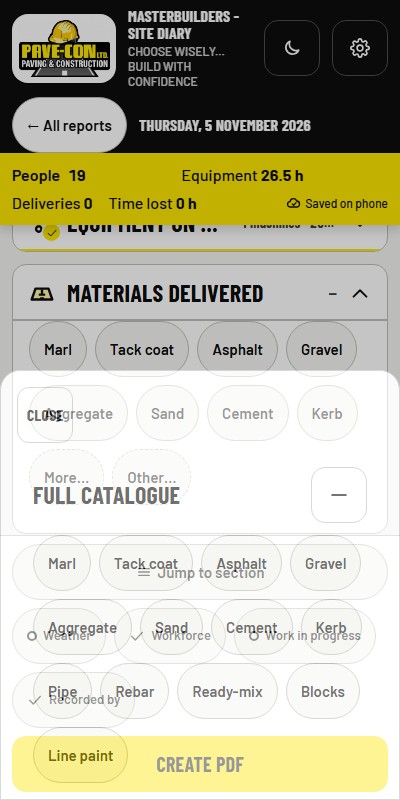 PAVE-CON LTD.
PAVING & CONSTRUCTION
MASTERBUILDERS -
SITE DIARY
CHOOSE WISELY...
BUILD WITH
CONFIDENCE
← All reports
THURSDAY, 5 NOVEMBER 2026
People 19
Equipment 26.5 h
Deliveries 0
Time lost 0 h
Saved on phone
EQUIPMENT ON ...
MATERIALS DELIVERED
–
Marl
Tack coat
Asphalt
Gravel
CLOSE
Aggregate
Sand
Cement
Kerb
More...
Other...
FULL CATALOGUE
—
Marl
Tack coat
Asphalt
Gravel
Jump to section
Aggregate
Sand
Cement
Kerb
Weather
Workforce
Work in progress
Pipe
Rebar
Ready-mix
Blocks
Recorded by
Line paint
CREATE PDF